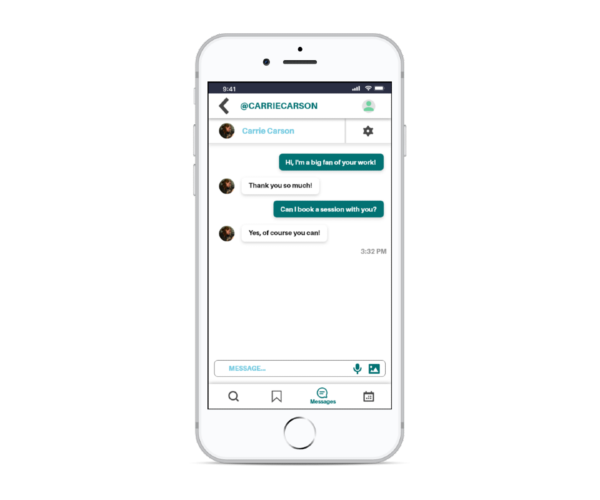 9:41
@CARRIECARSON
Carrie Carson
Hi, I'm a big fan of your work!
Thank you so much!
Can I book a session with you?
Yes, of course you can!
3:32 PM
MESSAGE...
Messages